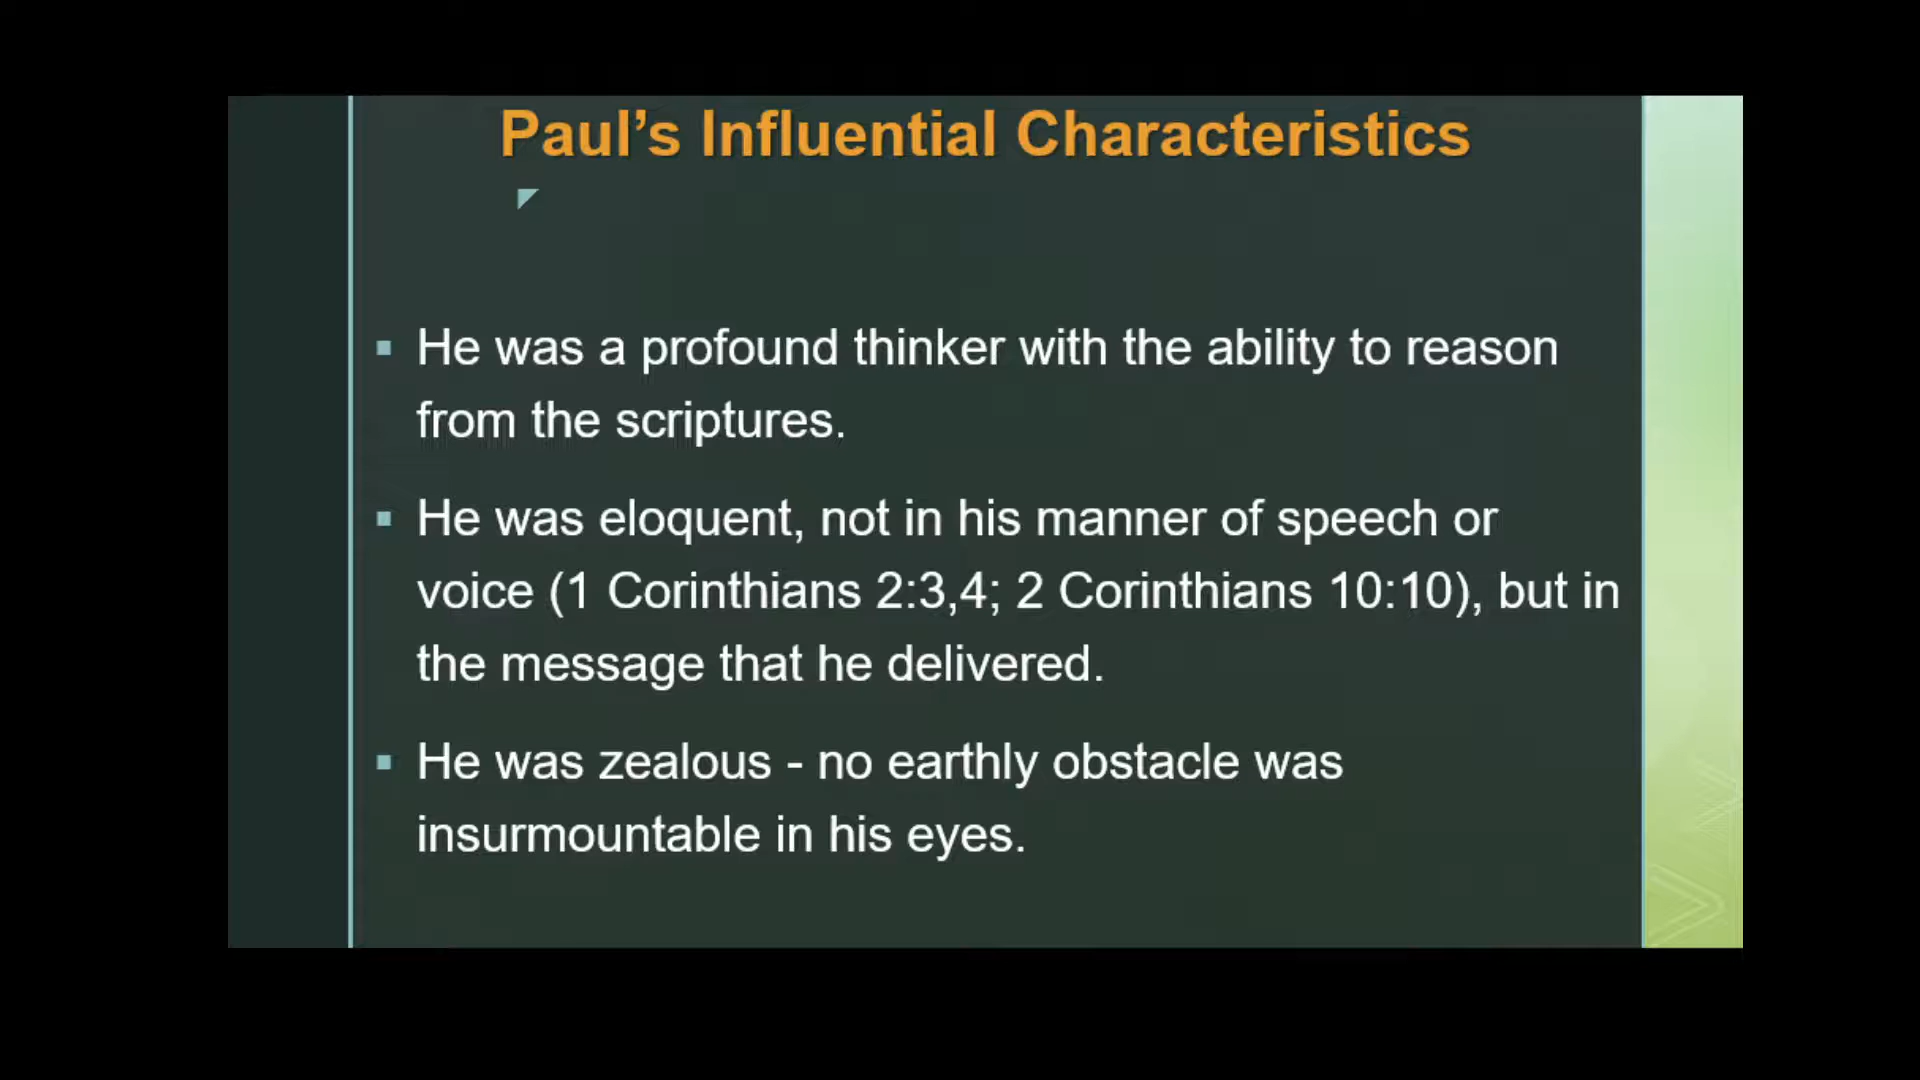 Paul’s Influential Characteristics
He was a profound thinker with the ability to reason
from the scriptures.
He was eloquent, not in his manner of speech or
voice (1 Corinthians 2:3,4; 2 Corinthians 10:10), but in
the message that he delivered.
He was zealous - no earthly obstacle was
insurmountable in his eyes.